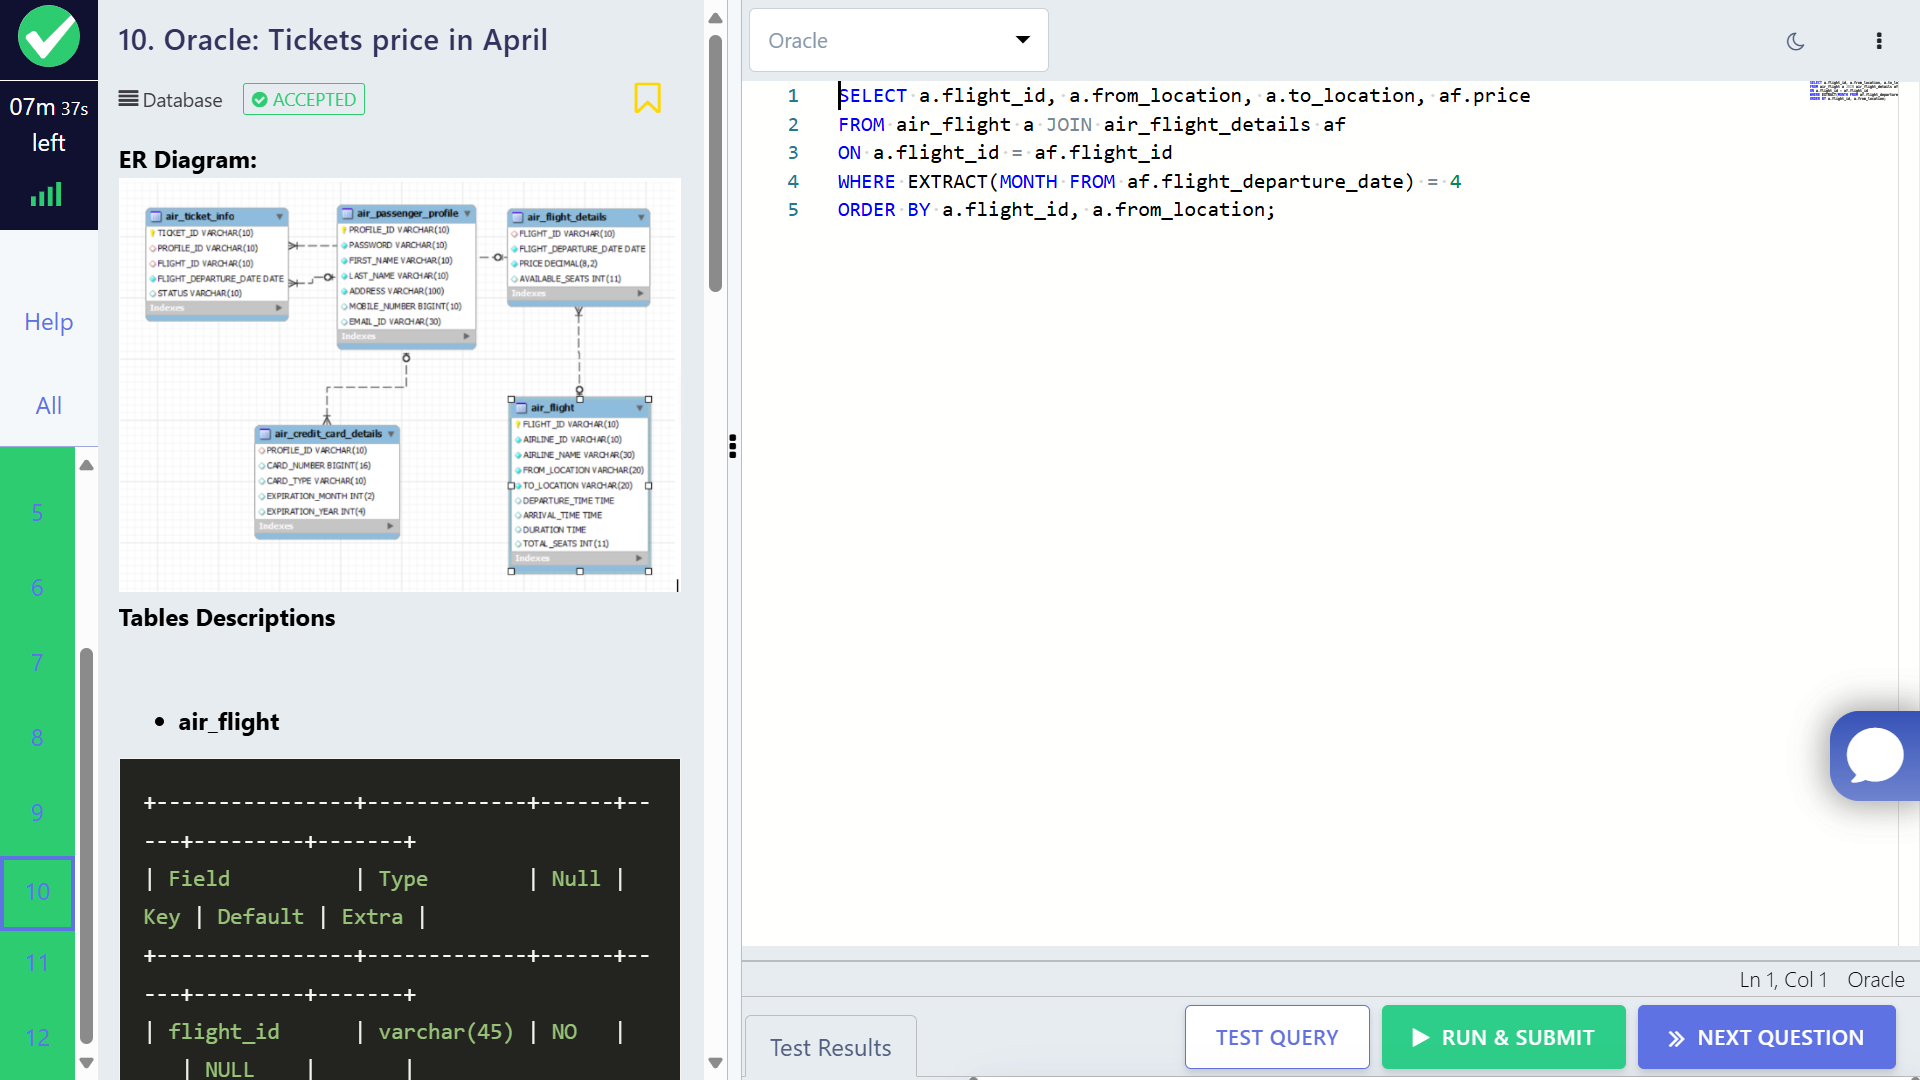 10. Oracle: Tickets price in April
Database
ACCEPTED
07m 37s
left
Help
All
5
6
7
8
9
10
11
12
ER Diagram:
air_ticket_info
TICKET_ID VARCHAR(10)
PROFILE_ID VARCHAR(10)
FLIGHT_ID VARCHAR(10)
FLIGHT_DEPARTURE_DATE DATE
STATUS VARCHAR(10)
Indexes
air_passenger_profile
PROFILE_ID VARCHAR(10)
PASSWORD VARCHAR(10)
FIRST_NAME VARCHAR(10)
LAST_NAME VARCHAR(10)
ADDRESS VARCHAR(100)
MOBILE_NUMBER BIGINT(10)
EMAIL_ID VARCHAR(30)
Indexes
air_flight_details
FLIGHT_ID VARCHAR(10)
FLIGHT_DEPARTURE_DATE DATE
PRICE DECIMAL(8,2)
AVAILABLE_SEATS INT(11)
Indexes
air_credit_card_details
PROFILE_ID VARCHAR(10)
CARD_NUMBER BIGINT(16)
CARD_TYPE VARCHAR(10)
EXPIRATION_MONTH INT(2)
EXPIRATION_YEAR INT(4)
Indexes
air_flight
FLIGHT_ID VARCHAR(10)
AIRLINE_ID VARCHAR(10)
AIRLINE_NAME VARCHAR(30)
FROM_LOCATION VARCHAR(20)
TO_LOCATION VARCHAR(20)
DEPARTURE_TIME TIME
ARRIVAL_TIME TIME
DURATION TIME
TOTAL_SEATS INT(11)
Indexes
Tables Descriptions
• air_flight
+----------------+-------------+------+--
---+---------+-------+
| Field          | Type        | Null |
Key | Default | Extra |
+----------------+-------------+------+--
---+---------+-------+
| flight_id      | varchar(45) | NO   |
    | NULL    |       |
Oracle
1 SELECT a.flight_id, a.from_location, a.to_location, af.price
2 FROM air_flight a JOIN air_flight_details af
3 ON a.flight_id = af.flight_id
4 WHERE EXTRACT(MONTH FROM af.flight_departure_date) = 4
5 ORDER BY a.flight_id, a.from_location;
Ln 1, Col 1 Oracle
Test Results
TEST QUERY
RUN & SUBMIT
NEXT QUESTION